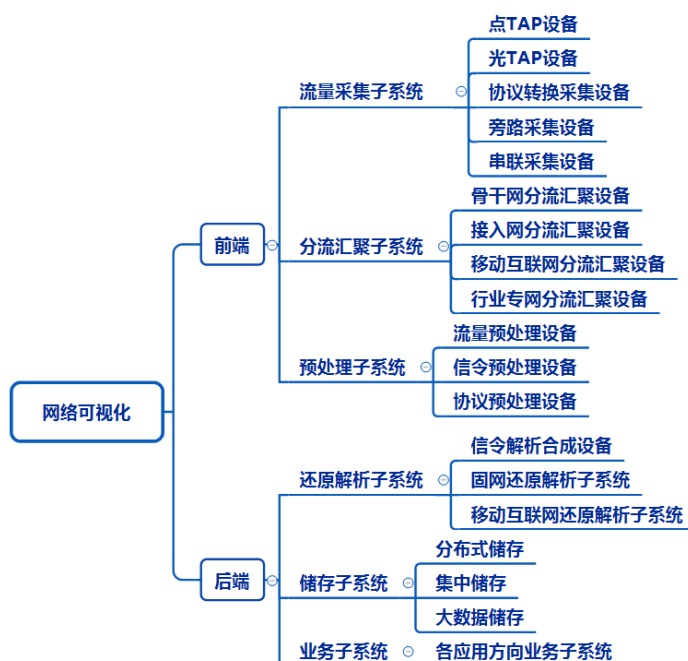 网络可视化
前端
流量采集子系统
点TAP设备
光TAP设备
协议转换采集设备
旁路采集设备
串联采集设备
分流汇聚子系统
骨干网分流汇聚设备
接入网分流汇聚设备
移动互联网分流汇聚设备
行业专网分流汇聚设备
预处理子系统
流量预处理设备
信令预处理设备
协议预处理设备
后端
还原解析子系统
信令解析合成设备
固网还原解析子系统
移动互联网还原解析子系统
储存子系统
分布式储存
集中储存
大数据储存
业务子系统
各应用方向业务子系统